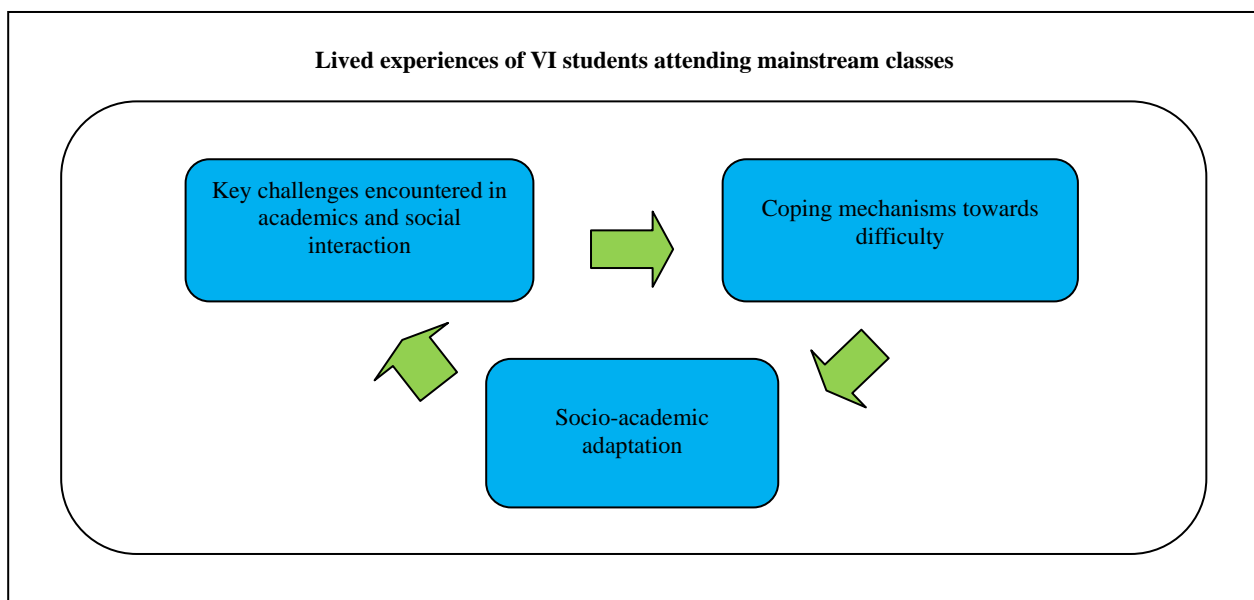 Lived experiences of VI students attending mainstream classes
Key challenges encountered in
academics and social
interaction
Coping mechanisms towards
difficulty
Socio-academic
adaptation